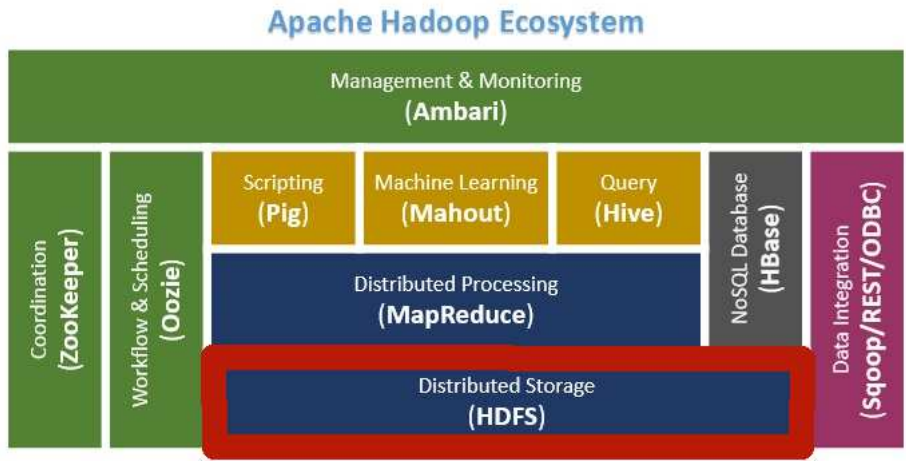 Apache Hadoop Ecosystem
Management & Monitoring
(Ambari)
Coordination
(ZooKeeper)
Workflow & Scheduling
(Oozie)
Scripting
(Pig)
Machine Learning
(Mahout)
Query
(Hive)
Distributed Processing
(MapReduce)
NoSQL Database
(HBase)
Data Integration
(Sqoop/REST/ODBC)
Distributed Storage
(HDFS)